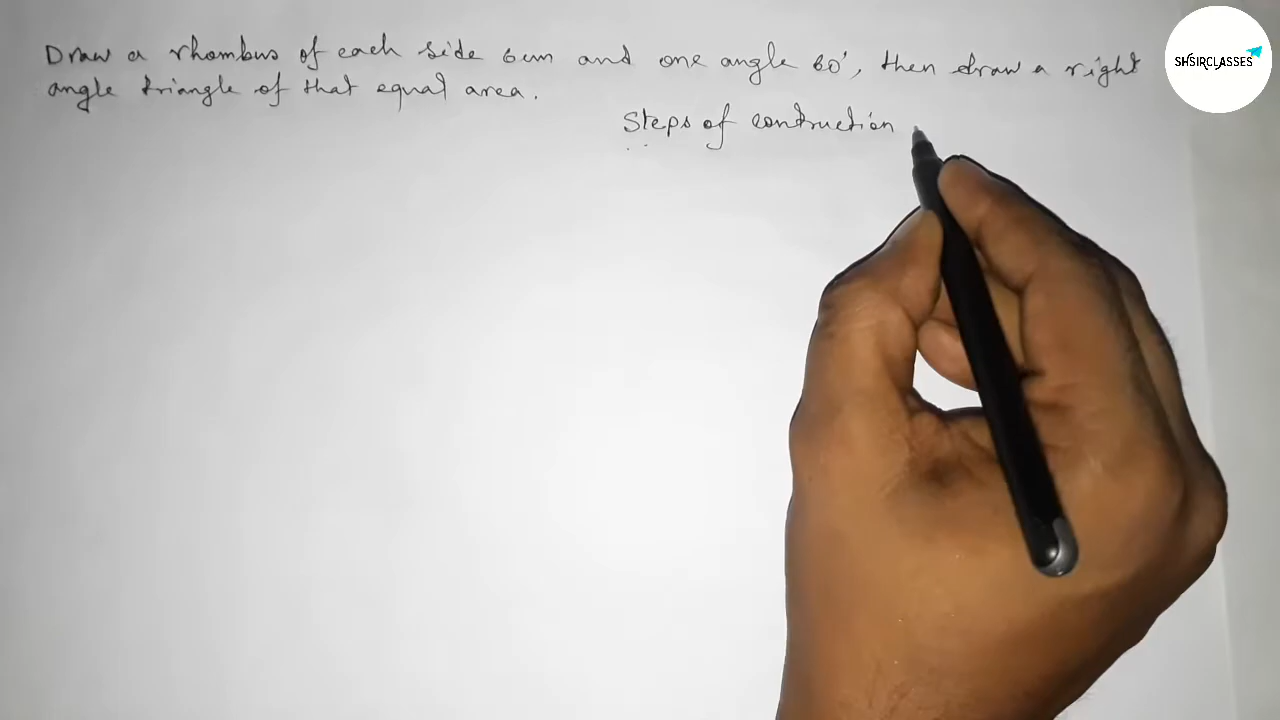 Draw a rhombus of each side 6cm and one angle 60°, then draw a right
angle triangle of that equal area.
Steps of contruction
SHSIRCLASSES